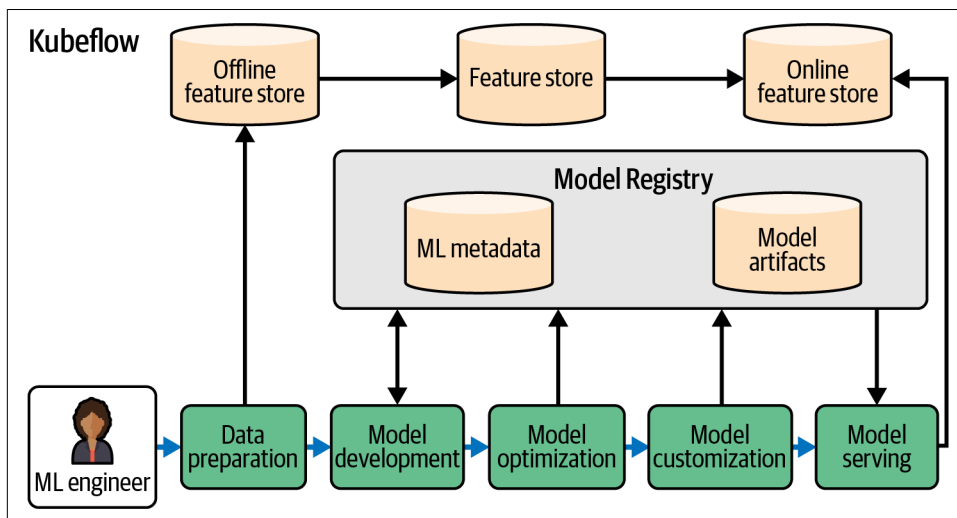 Kubeflow
Offline
feature store
Feature store
Online
feature store
Model Registry
ML metadata
Model
artifacts
ML engineer
Data
preparation
Model
development
Model
optimization
Model
customization
Model
serving